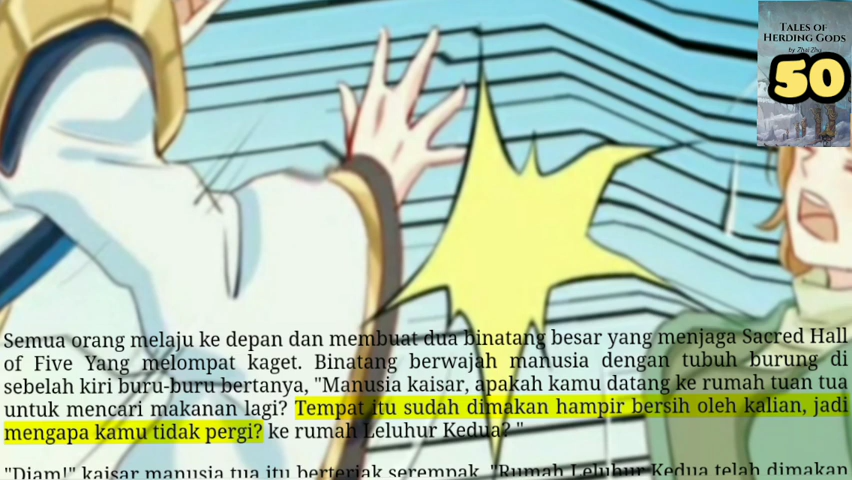 TALES OF
HERDING GODS
by Zhai Zhu
50
Semua orang melaju ke depan dan membuat dua binatang besar yang menjaga Sacred Hall
of Five Yang melompat kaget. Binatang berwajah manusia dengan tubuh burung di
sebelah kiri buru-buru bertanya, "Manusia kaisar, apakah kamu datang ke rumah tuan tua
untuk mencari makanan lagi? Tempat itu sudah dimakan hampir bersih oleh kalian, jadi
mengapa kamu tidak pergi? ke rumah Leluhur Kedua? "
"Diam!" kaisar manusia tua itu berteriak serempak, "Rumah Leluhur Kedua telah dimakan